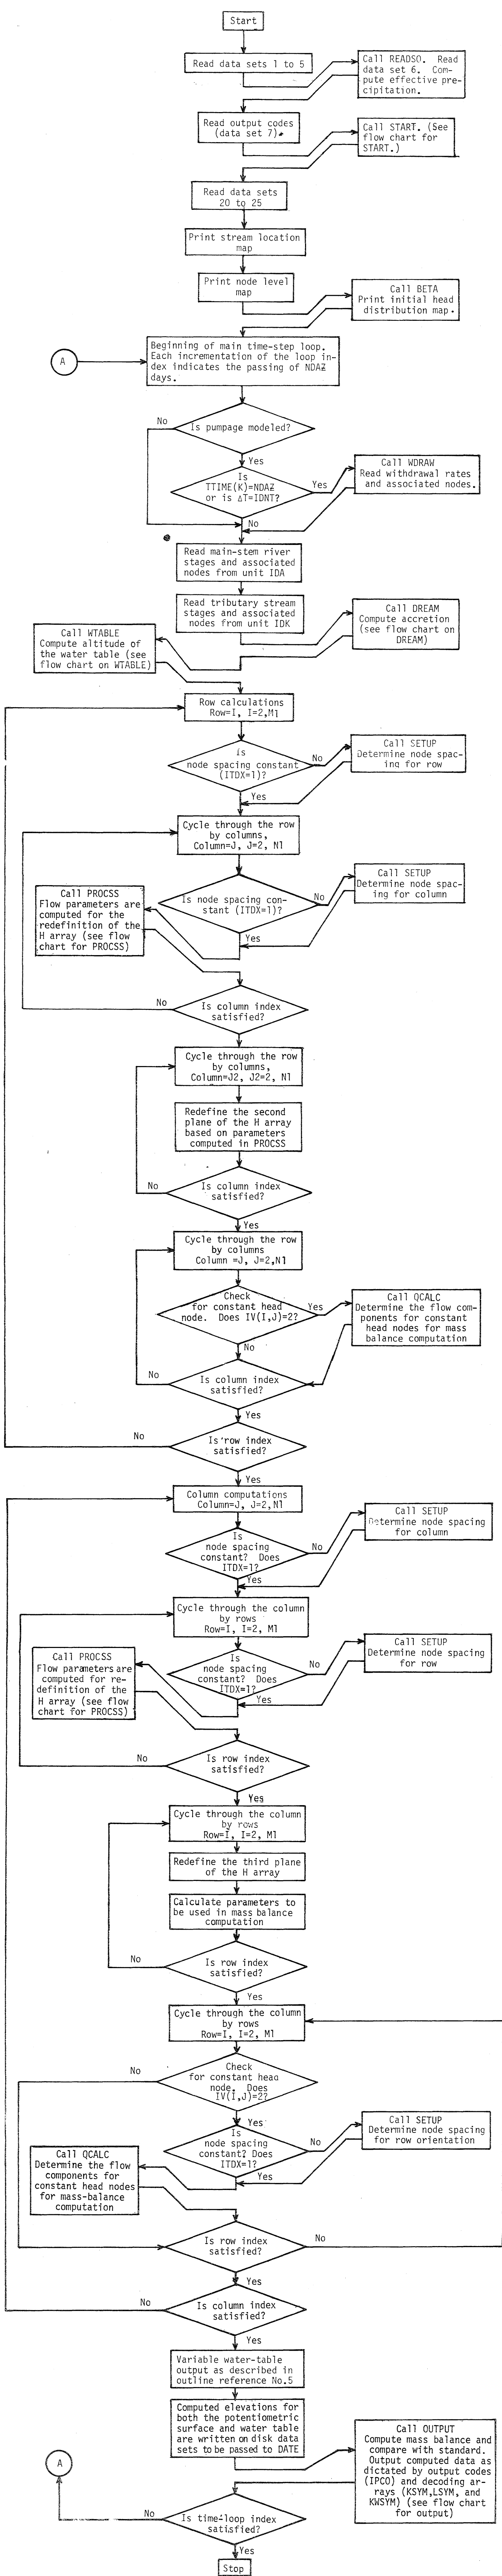 Start
Read data sets 1 to 5
Call READSO. Read
data set 6. Com-
pute effective pre-
cipitation.
Read output codes
(data set 7).
Call START. (See
flow chart for
START.)
Read data sets
20 to 25
Print stream location
map
Print node level
map
Call BETA
Print initial head
distribution map.
A
Beginning of main time-step loop.
Each incrementation of the loop in-
dex indicates the passing of NDAZ
days.
No
Is pumpage modeled?
Yes
Is
TTIME(K)=NDAZ
or is ΔT=IDNT?
Yes
Call WDRAW
Read withdrawal rates
and associated nodes.
No
Read main-stem river
stages and associated
nodes from unit IDA
Read tributary stream
stages and associated
nodes from unit IDK
Call DREAM
Compute accretion
(see flow chart on
DREAM)
Call WTABLE
Compute altitude of
the water table (see
flow chart on WTABLE)
Row calculations
Row=I, I=2,M1
Is
node spacing constant
(ITDX=1)?
No
Call SETUP
Determine node spac-
ing for row
Yes
Cycle through the row
by columns,
Column=J, J=2, N1
Call PROCSS
Flow parameters are
computed for the
redefinition of the
H array (see flow
chart for PROCSS)
Is node spacing con-
stant (ITDX=1)?
No
Call SETUP
Determine node spac-
ing for column
Yes
No
Is column index
satisfied?
Cycle through the row
by columns,
Column=J2, J2=2, N1
Redefine the second
plane of the H array
based on parameters
computed in PROCSS
No
Is column index
satisfied?
Yes
Cycle through the row
by columns
Column =J, J=2,N1
Check
for constant head
node. Does IV(I,J)=2?
Yes
Call QCALC
Determine the flow com-
ponents for constant
head nodes for mass
balance computation
No
No
Is column index
satisfied?
Yes
No
Is row index
satisfied?
Yes
Column computations
Column=J, J=2,N1
Is
node spacing
constant? Does
ITDX=1?
No
Call SETUP
Determine node spacing
for column
Yes
Cycle through the column
by rows
Row=I, I=2, M1
Call PROCSS
Flow parameters are
computed for re-
definition of the
H array (see flow
chart for PROCSS)
Is
node spacing
constant? Does
ITDX=1?
No
Call SETUP
Determine node spacing
for row
Yes
No
Is row index
satisfied?
Yes
Cycle through the column
by rows
Row=I, I=2, M1
Redefine the third plane
of the H array
Calculate parameters to
be used in mass balance
computation
No
Is row index
satisfied?
Yes
Cycle through the column
by rows
Row=I, I=2, M1
No
Check
for constant head
node. Does
IV(I,J)=2?
Yes
Is
node spacing
constant? Does
ITDX=1?
No
Call SETUP
Determine node spacing
for row orientation
Yes
Call QCALC
Determine the flow
components for
constant head nodes
for mass-balance
computation
Is row index
satisfied?
No
Yes
No
Is column index
satisfied?
Yes
Variable water-table
output as described in
outline reference No.5
Computed elevations for
both the potentiometric
surface and water table
are written on disk data
sets to be passed to DATE
Call OUTPUT
Compute mass balance and
compare with standard.
Output computed data as
dictated by output codes
(IPCO) and decoding ar-
rays (KSYM,LSYM, and
KWSYM) (see flow chart
for output)
A
No
Is time-loop index
satisfied?
Yes
Stop